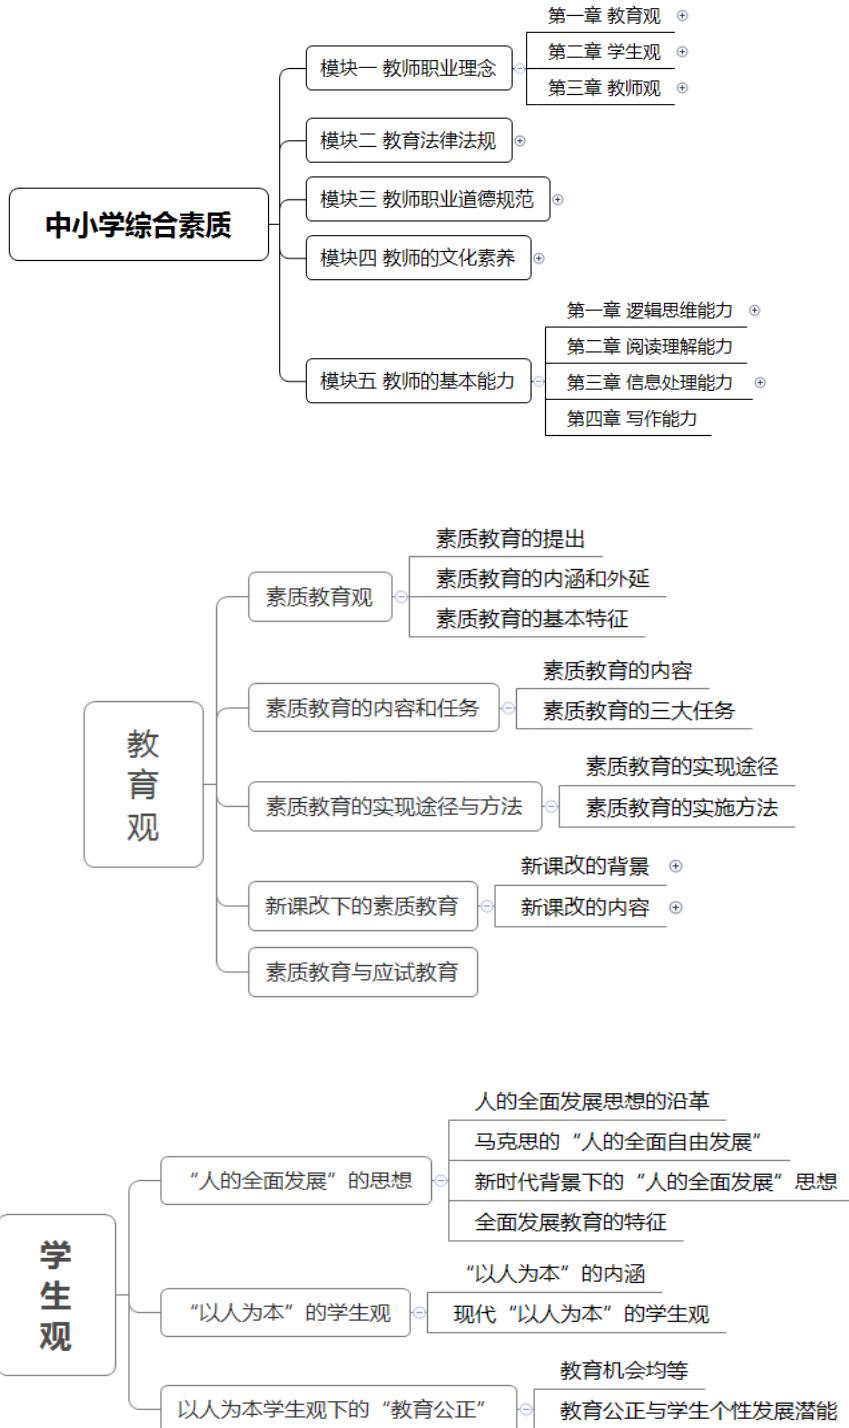 中小学综合素质
模块一 教师职业理念
第一章 教育观
第二章 学生观
第三章 教师观
模块二 教育法律法规
模块三 教师职业道德规范
模块四 教师的文化素养
模块五 教师的基本能力
第一章 逻辑思维能力
第二章 阅读理解能力
第三章 信息处理能力
第四章 写作能力
教
育
观
素质教育观
素质教育的提出
素质教育的内涵和外延
素质教育的基本特征
素质教育的内容和任务
素质教育的内容
素质教育的三大任务
素质教育的实现途径与方法
素质教育的实现途径
素质教育的实施方法
新课改下的素质教育
新课改的背景
新课改的内容
素质教育与应试教育
学
生
观
“人的全面发展”的思想
人的全面发展思想的沿革
马克思的“人的全面自由发展”
新时代背景下的“人的全面发展”思想
全面发展教育的特征
“以人为本”的学生观
“以人为本”的内涵
现代“以人为本”的学生观
以人为本学生观下的“教育公正”
教育机会均等
教育公正与学生个性发展潜能